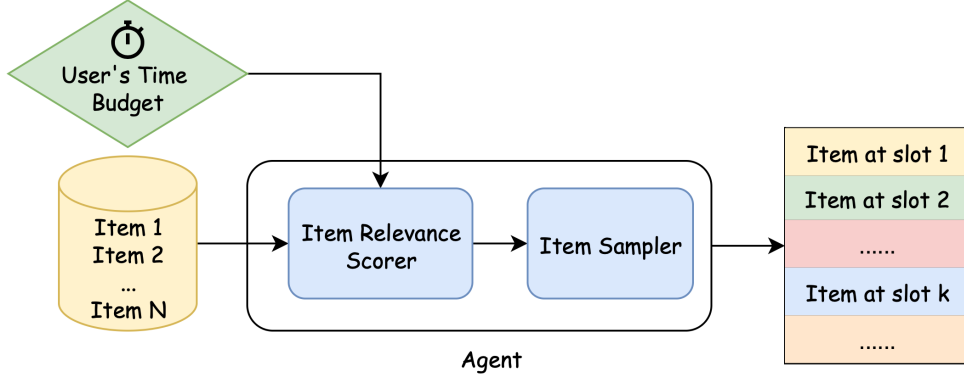 User's Time
Budget
Item 1
Item 2
...
Item N
Item Relevance
Scorer
Item Sampler
Agent
Item at slot 1
Item at slot 2
......
Item at slot k
......